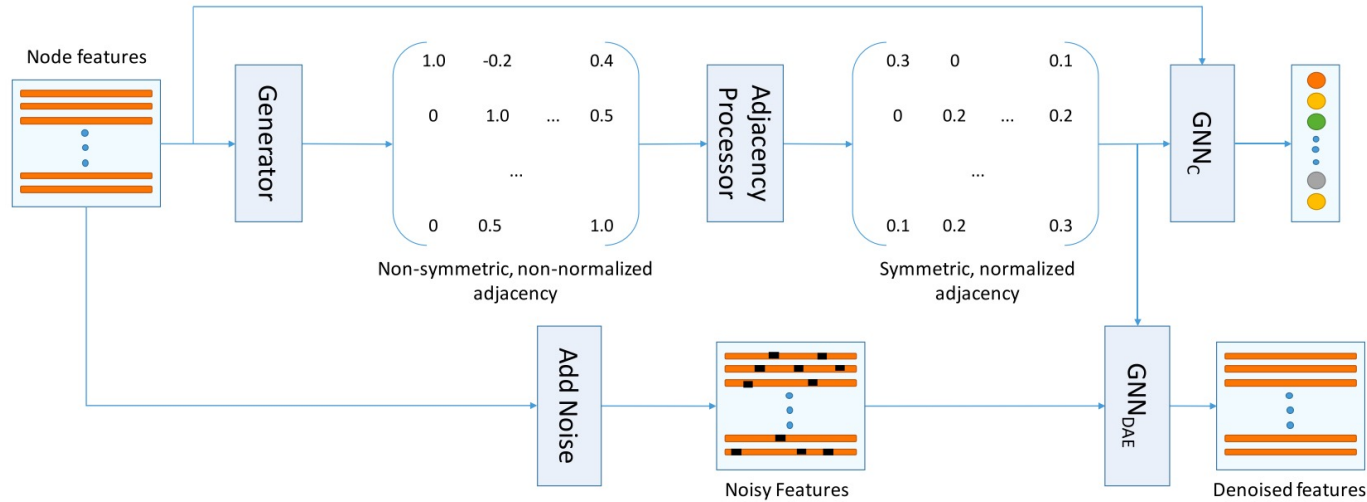 Node features
Generator
1.0 -0.2 0.4
0 1.0 ... 0.5
...
0 0.5 1.0
Non-symmetric, non-normalized
adjacency
Adjacency
Processor
0.3 0 0.1
0 0.2 ... 0.2
...
0.1 0.2 0.3
Symmetric, normalized
adjacency
GNN_C
Add Noise
Noisy Features
GNN_DAE
Denoised features